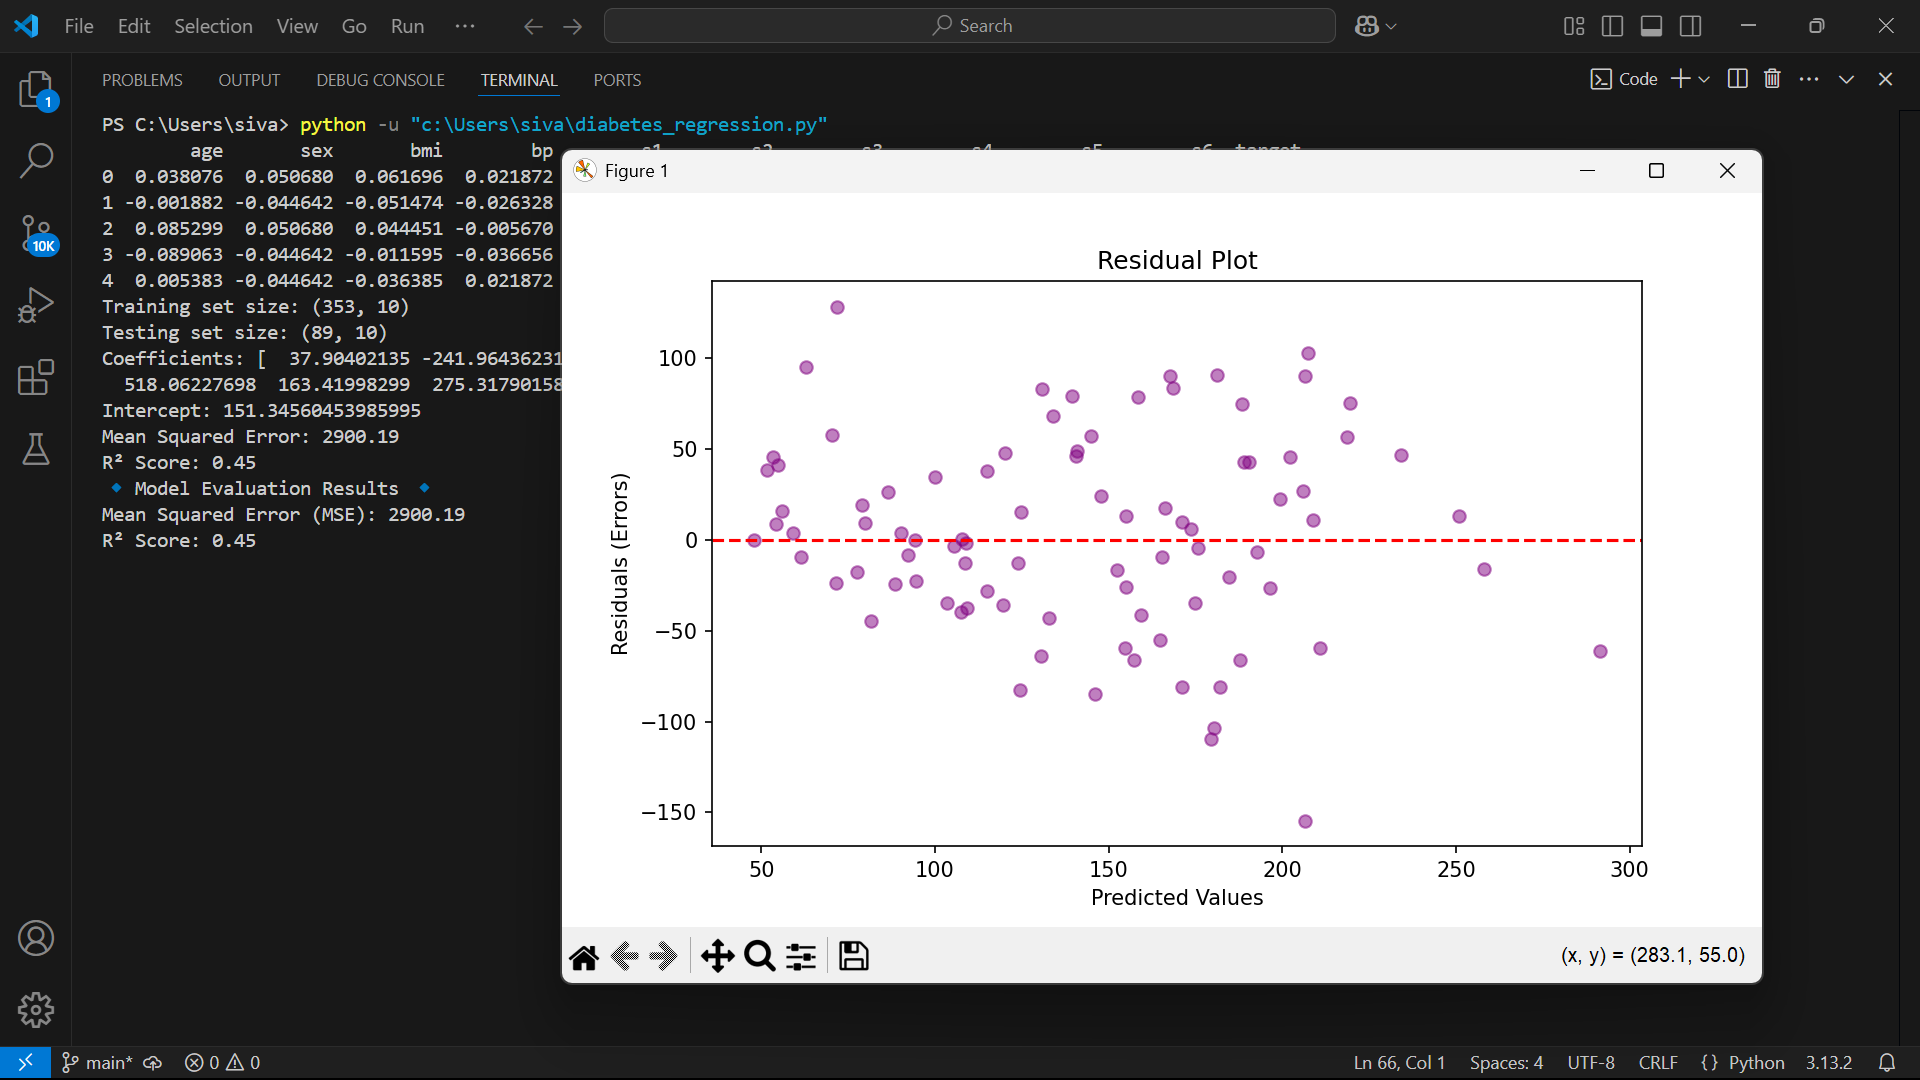 File Edit Selection View Go Run ··· Search
PROBLEMS OUTPUT DEBUG CONSOLE TERMINAL PORTS Code
1
10K
PS C:\Users\siva> python -u "c:\Users\siva\diabetes_regression.py"
age sex bmi bp s1 s2 s3 s4 s5 s6 target
0 0.038076 0.050680 0.061696 0.021872
1 -0.001882 -0.044642 -0.051474 -0.026328
2 0.085299 0.050680 0.044451 -0.005670
3 -0.089063 -0.044642 -0.011595 -0.036656
4 0.005383 -0.044642 -0.036385 0.021872
Training set size: (353, 10)
Testing set size: (89, 10)
Coefficients: [ 37.90402135 -241.96436231
518.06227698 163.41998299 275.31790158
Intercept: 151.34560453985995
Mean Squared Error: 2900.19
R² Score: 0.45
🔹 Model Evaluation Results 🔹
Mean Squared Error (MSE): 2900.19
R² Score: 0.45
Figure 1
Residual Plot
Residuals (Errors)
100
50
0
−50
−100
−150
50 100 150 200 250 300
Predicted Values
(x, y) = (283.1, 55.0)
main* 0 0 Ln 66, Col 1 Spaces: 4 UTF-8 CRLF {} Python 3.13.2